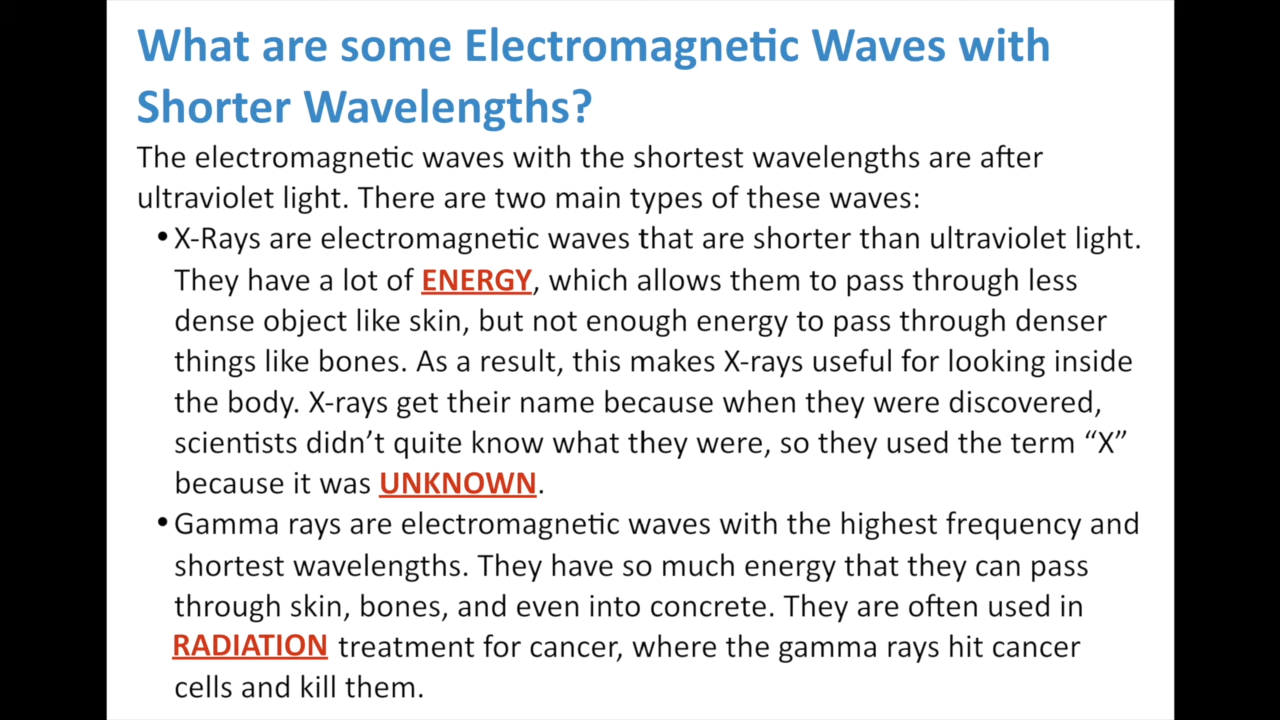 What are some Electromagnetic Waves with
Shorter Wavelengths?
The electromagnetic waves with the shortest wavelengths are after
ultraviolet light. There are two main types of these waves:
•X-Rays are electromagnetic waves that are shorter than ultraviolet light.
They have a lot of ENERGY, which allows them to pass through less
dense object like skin, but not enough energy to pass through denser
things like bones. As a result, this makes X-rays useful for looking inside
the body. X-rays get their name because when they were discovered,
scientists didn’t quite know what they were, so they used the term “X”
because it was UNKNOWN.
•Gamma rays are electromagnetic waves with the highest frequency and
shortest wavelengths. They have so much energy that they can pass
through skin, bones, and even into concrete. They are often used in
RADIATION treatment for cancer, where the gamma rays hit cancer
cells and kill them.